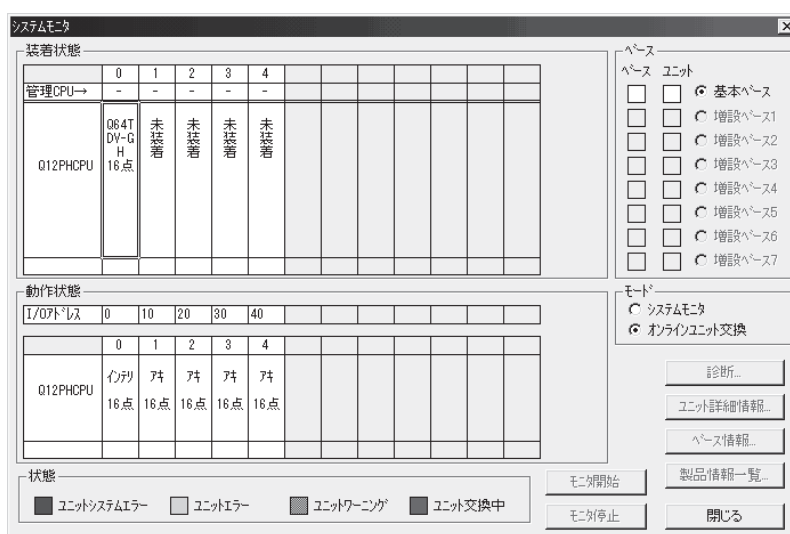 システムモニタ
装着状態
0 1 2 3 4
管理CPU→ - - - - -
Q12PHCPU
Q64T
DV-G
H
16点
未装着 未装着 未装着 未装着
動作状態
I/Oアドレス 0 10 20 30 40
0 1 2 3 4
Q12PHCPU
インテリ アキ アキ アキ アキ
16点 16点 16点 16点 16点
状態
ユニットシステムエラー ユニットエラー ユニットワーニング ユニット交換中
ベース
ベース ユニット
基本ベース
増設ベース1
増設ベース2
増設ベース3
増設ベース4
増設ベース5
増設ベース6
増設ベース7
モード
システムモニタ
オンラインユニット交換
診断...
ユニット詳細情報...
ベース情報...
モニタ開始 製品情報一覧...
モニタ停止 閉じる